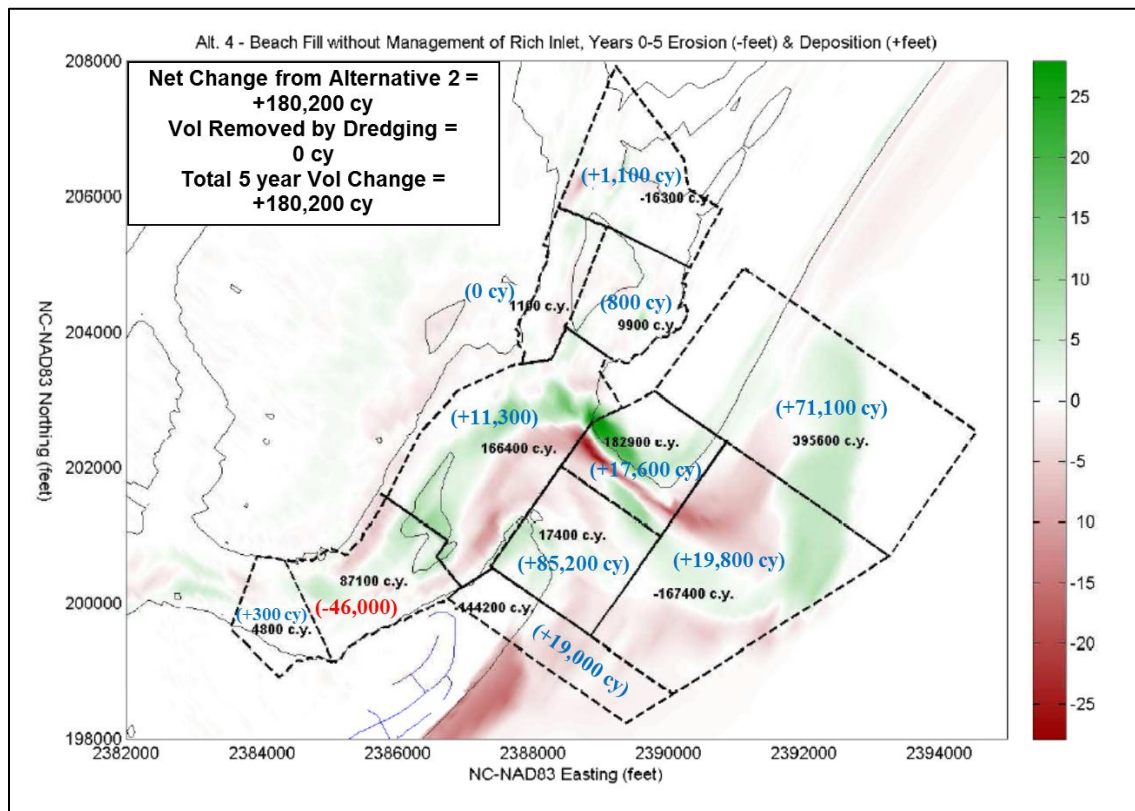 Alt. 4 - Beach Fill without Management of Rich Inlet, Years 0-5 Erosion (-feet) & Deposition (+feet)
Net Change from Alternative 2 =
+180,200 cy
Vol Removed by Dredging =
0 cy
Total 5 year Vol Change =
+180,200 cy
208000
206000
204000
202000
200000
198000
NC-NAD83 Northing (feet)
(+1,100 cy)
-16300 c.y.
(0 cy)
1100 c.y.
(800 cy)
9900 c.y.
(+11,300)
166400 c.y.
182900 c.y.
(+17,600 cy)
(+71,100 cy)
395600 c.y.
17400 c.y.
(+85,200 cy)
(+19,800 cy)
-167400 c.y.
87100 c.y.
(-46,000)
(+300 cy)
4800 c.y.
-144200 c.y.
(+19,000 cy)
2382000
2384000
2386000
2388000
2390000
2392000
2394000
NC-NAD83 Easting (feet)
25
20
15
10
5
0
-5
-10
-15
-20
-25